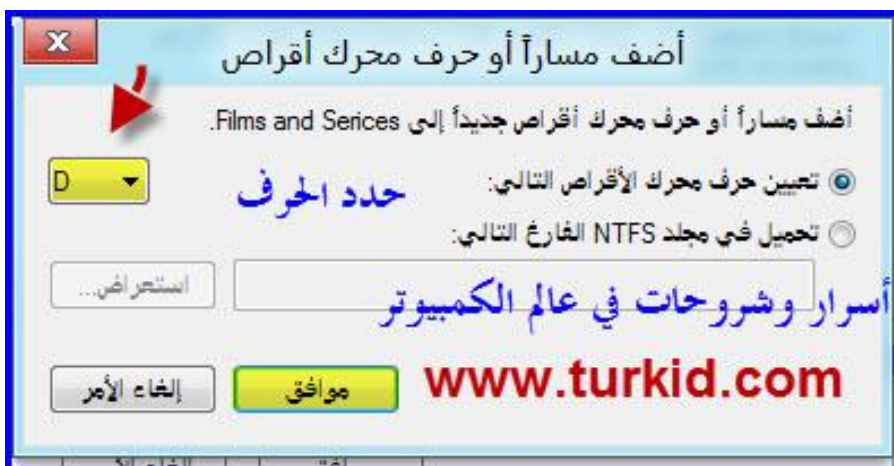 أضف مساراً أو حرف محرك أقراص
أضف مساراً أو حرف محرك أقراص جديداً إلى Films and Serices.
تعيين حرف محرك الأقراص التالي:
D
حدد الحرف
تحميل في مجلد NTFS الفارغ التالي:
استعراض...
أسرار وشروحات في عالم الكمبيوتر
www.turkid.com
موافق
إلغاء الأمر